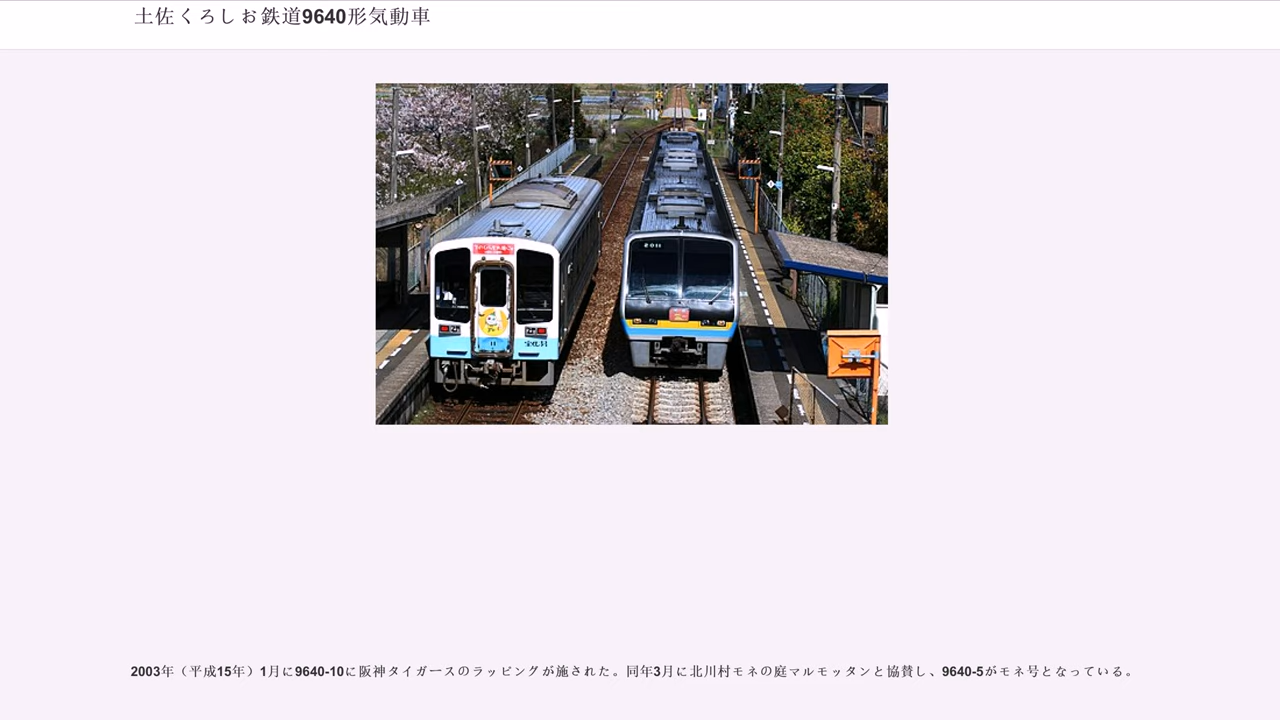 土佐くろしお鉄道9640形気動車
2011
11
2003年（平成15年）1月に9640-10に阪神タイガースのラッピングが施された。同年3月に北川村モネの庭マルモッタンと協賛し、9640-5がモネ号となっている。